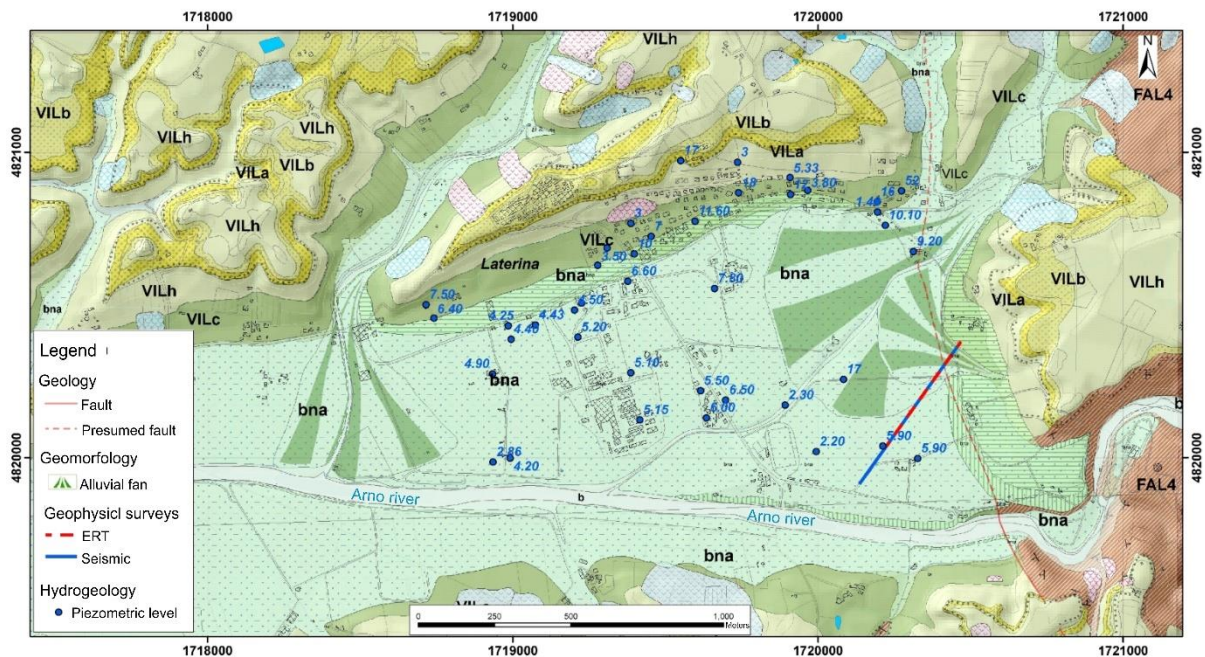 1718000
1719000
1720000
1721000
N
VILh
bna
VILc
FAL4
VILb
VILh
VILh
VILb
VILb
VILa
4821000
4821000
VILa
17
3
5.33
3.80
18
52
16
1.40
VILc
VILh
11.60
10.10
3
7
VILc
10
9.20
VILh
Laterina
3.50
bna
bna
VILb
VILh
bna
6.60
7.80
VILa
7.50
6.40
4.50
VILc
4.25
4.43
4.40
5.20
Legend
Geology
Fault
Presumed fault
Geomorfology
Alluvial fan
Geophysicl surveys
ERT
Seismic
Hydrogeology
Piezometric level
4.90
bna
5.10
17
5.50
6.50
2.30
bna
5.15
6.00
2.86
4.20
2.20
5.90
5.90
4820000
4820000
FAL4
Arno river
b
Arno river
bna
bna
0
250
500
1,000
Meters
1718000
1719000
1720000
1721000